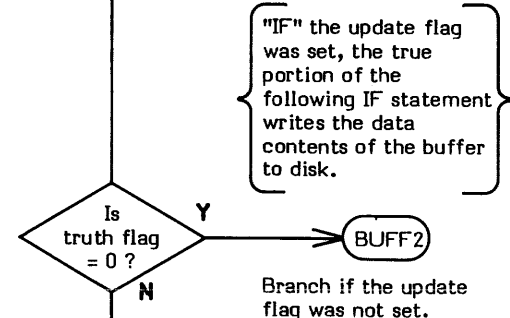 "IF" the update flag
was set, the true
portion of the
following IF statement
writes the data
contents of the buffer
to disk.
Is
truth flag
= 0 ?
Y
N
BUFF2
Branch if the update
flag was not set.